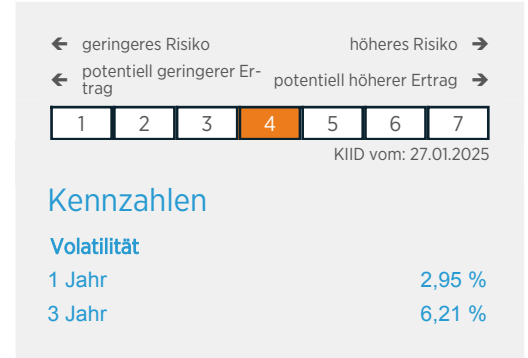 ← geringeres Risiko höheres Risiko →
← potentiell geringerer Er-
trag potentiell höherer Ertrag →
1 2 3 4 5 6 7
KIID vom: 27.01.2025
Kennzahlen
Volatilität
1 Jahr 2,95 %
3 Jahr 6,21 %